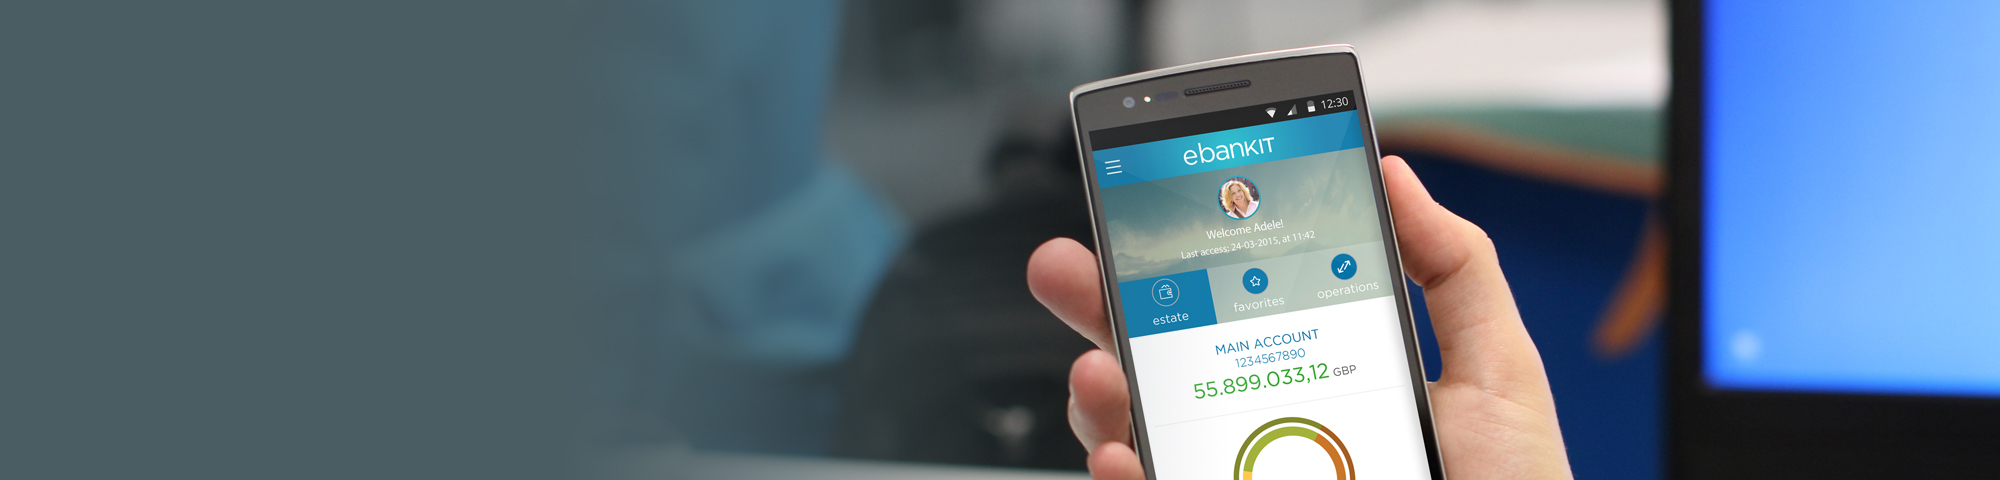 12:30
ebankIT
Welcome Adele!
Last access: 24-03-2015, at 11:42
estate
favorites
operations
MAIN ACCOUNT
1234567890
55.899.033,12 GBP